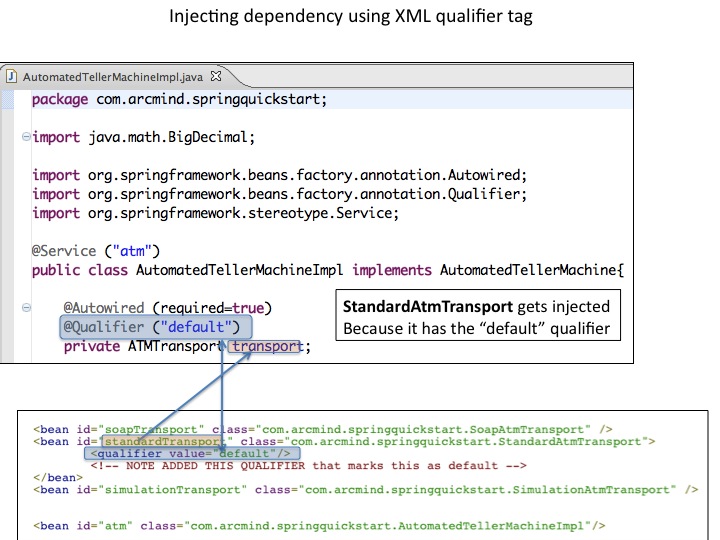 Injecting dependency using XML qualifier tag
AutomatedTellerMachineImpl.java
package com.arcmind.springquickstart;
import java.math.BigDecimal;
import org.springframework.beans.factory.annotation.Autowired;
import org.springframework.beans.factory.annotation.Qualifier;
import org.springframework.stereotype.Service;
@Service ("atm")
public class AutomatedTellerMachineImpl implements AutomatedTellerMachine{
@Autowired (required=true)
@Qualifier ("default")
private ATMTransport transport;
StandardAtmTransport gets injected
Because it has the “default” qualifier
<bean id="soapTransport" class="com.arcmind.springquickstart.SoapAtmTransport" />
<bean id="standardTransport" class="com.arcmind.springquickstart.StandardAtmTransport">
<qualifier value="default"/>
<!-- NOTE ADDED THIS QUALIFIER that marks this as default -->
</bean>
<bean id="simulationTransport" class="com.arcmind.springquickstart.SimulationAtmTransport" />
<bean id="atm" class="com.arcmind.springquickstart.AutomatedTellerMachineImpl"/>